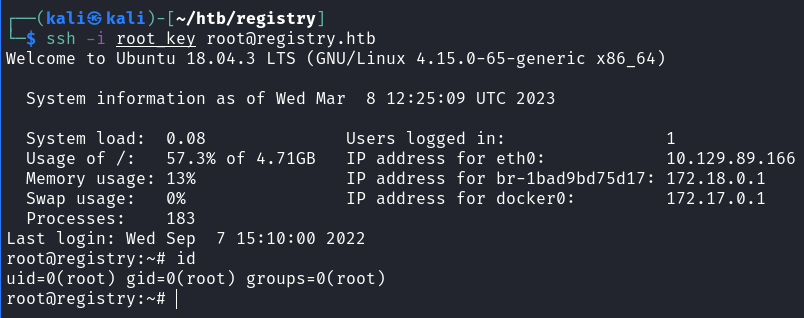 ┌──(kali㉿kali)-[~/htb/registry]
└─$ ssh -i root_key root@registry.htb
Welcome to Ubuntu 18.04.3 LTS (GNU/Linux 4.15.0-65-generic x86_64)
System information as of Wed Mar  8 12:25:09 UTC 2023
System load:  0.08              Users logged in:                1
Usage of /:   57.3% of 4.71GB   IP address for eth0:            10.129.89.166
Memory usage: 13%               IP address for br-1bad9bd75d17: 172.18.0.1
Swap usage:   0%                IP address for docker0:         172.17.0.1
Processes:    183
Last login: Wed Sep  7 15:10:00 2022
root@registry:~# id
uid=0(root) gid=0(root) groups=0(root)
root@registry:~#